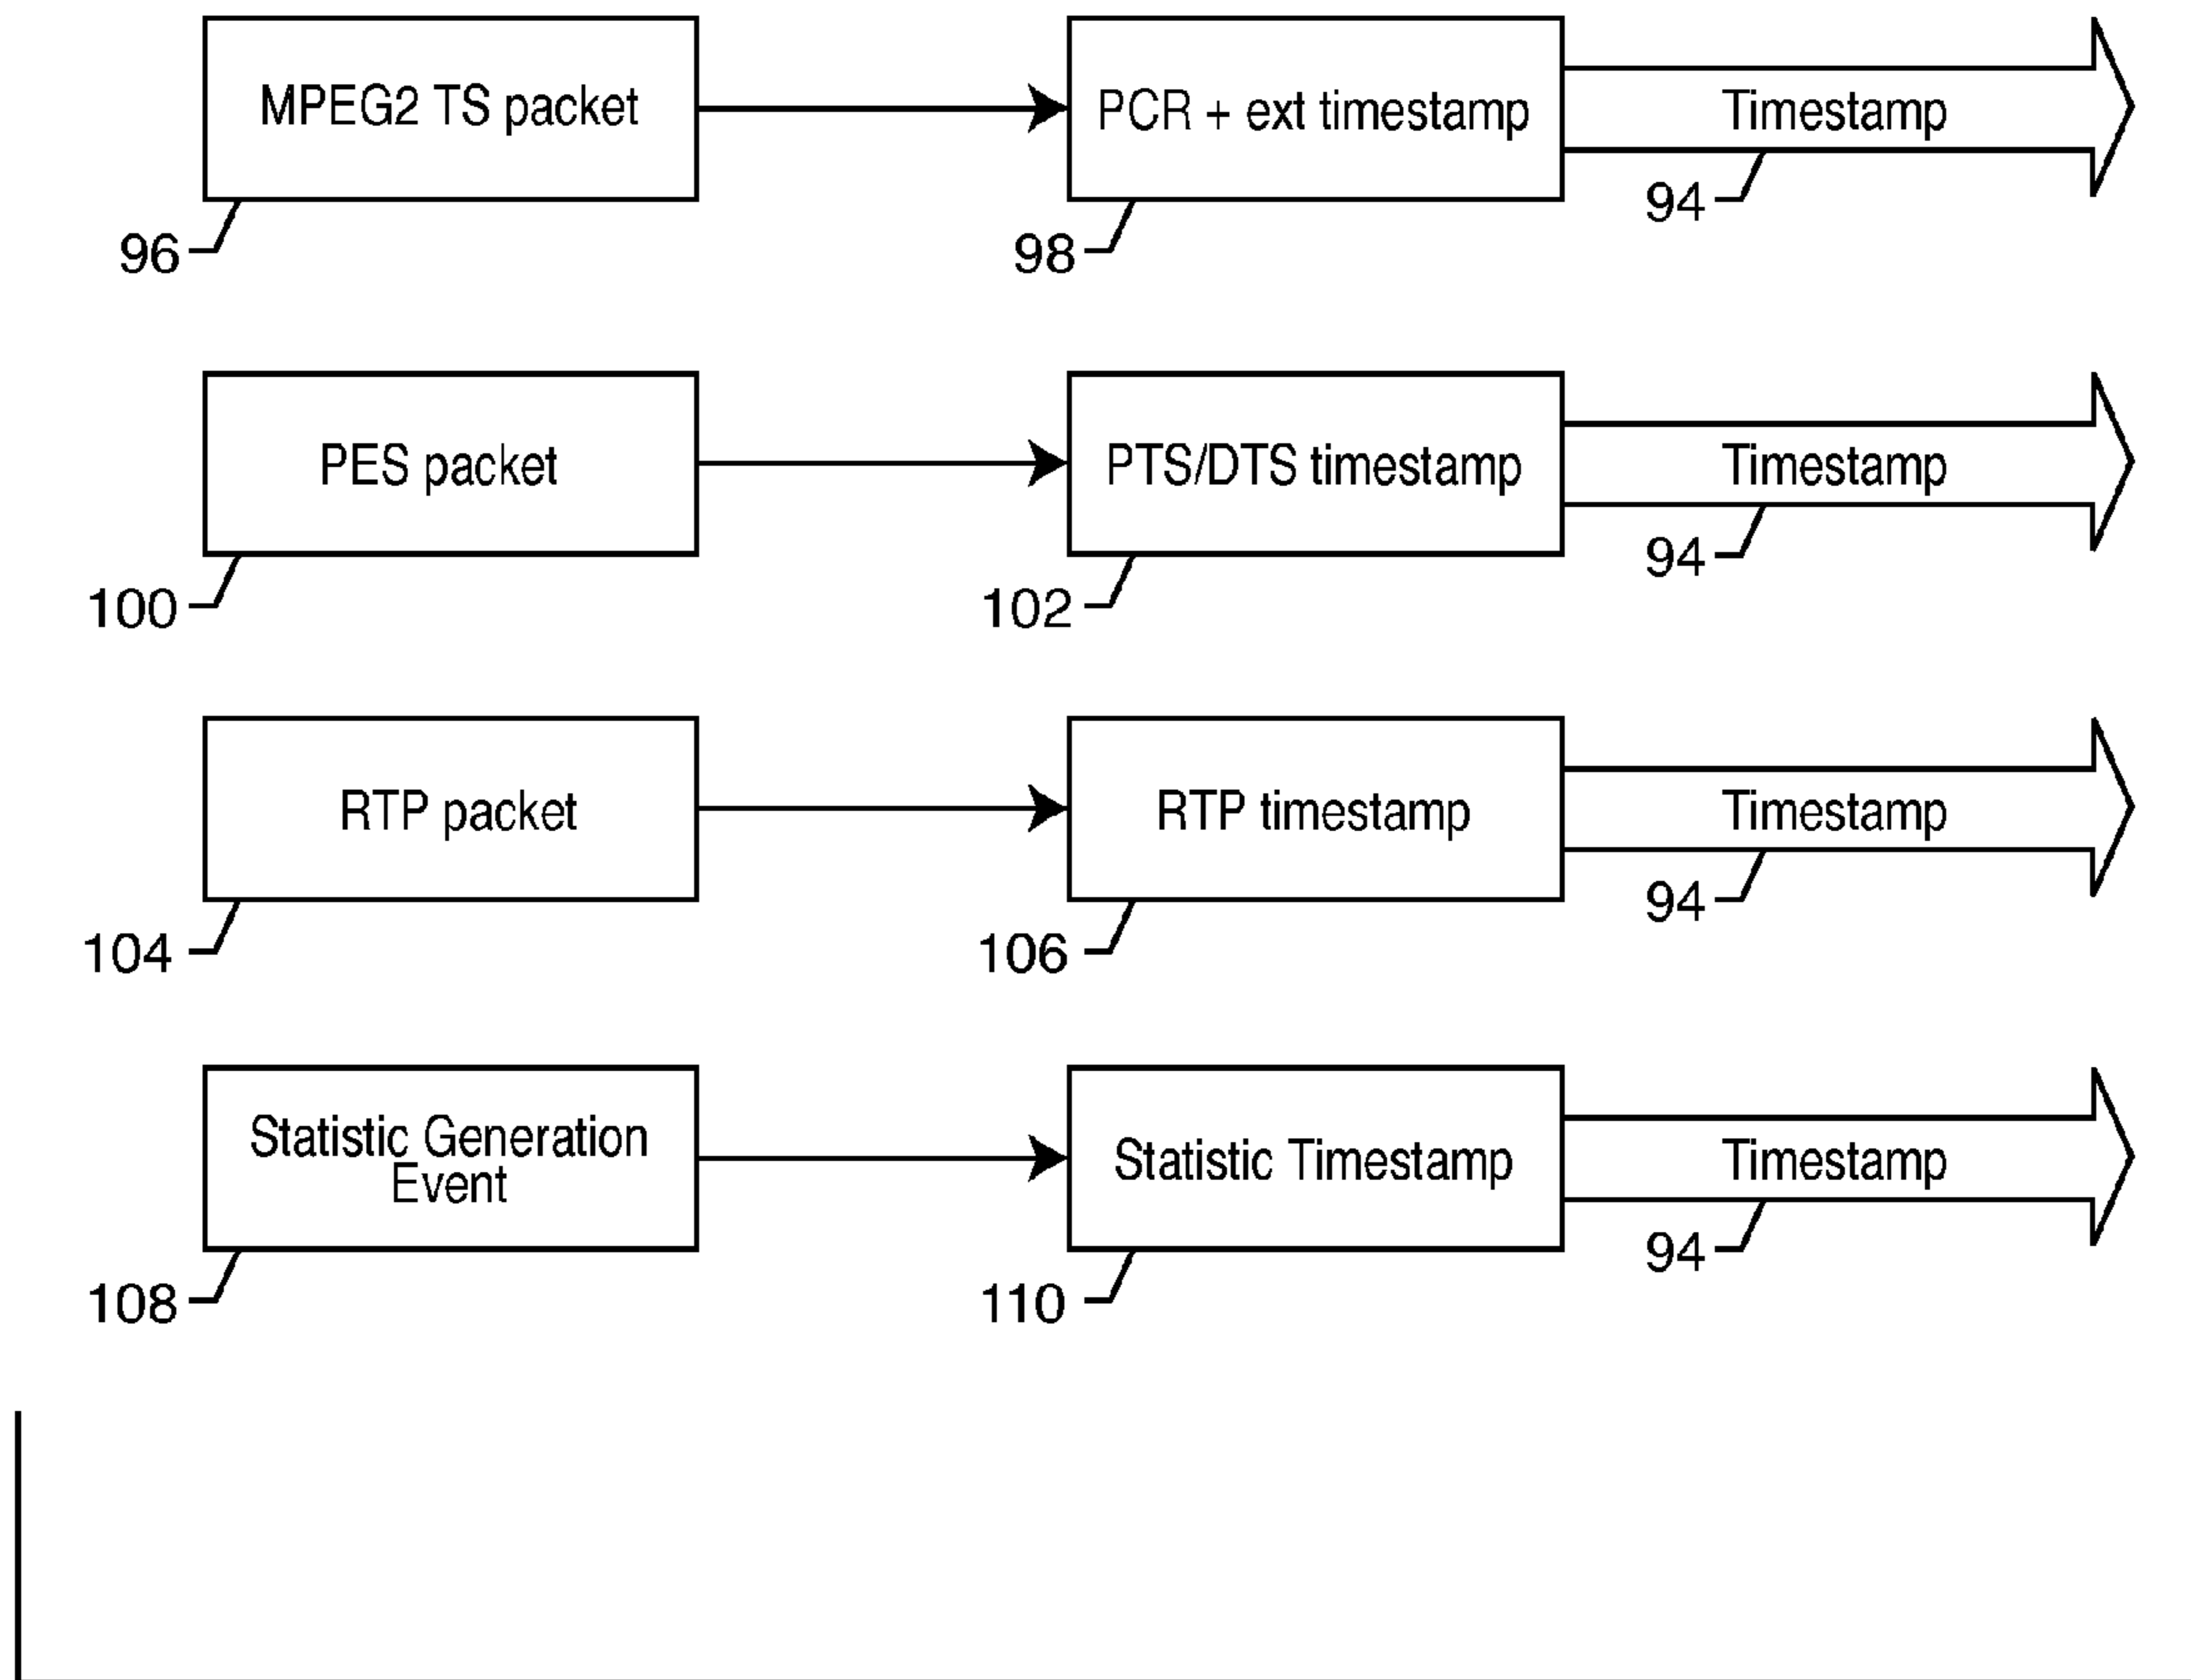 MPEG2 TS packet
PCR + ext timestamp
Timestamp
94
96
98
PES packet
PTS/DTS timestamp
Timestamp
94
100
102
RTP packet
RTP timestamp
Timestamp
94
104
106
Statistic Generation
Event
Statistic Timestamp
Timestamp
94
108
110